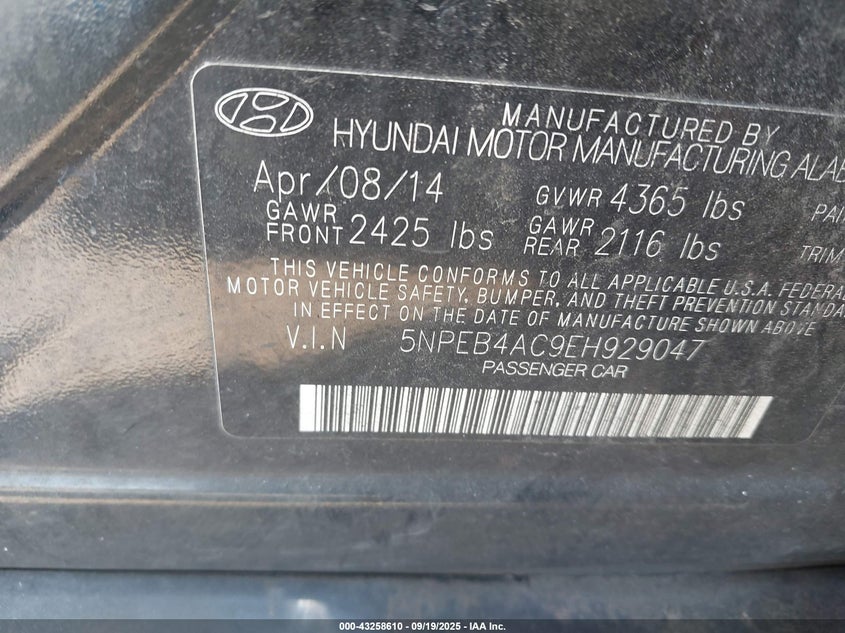 MANUFACTURED BY
HYUNDAI MOTOR MANUFACTURING ALAB
Apr/08/14 GVWR 4365 lbs PAI
GAWR FRONT 2425 lbs GAWR REAR 2116 lbs TRIM
THIS VEHICLE CONFORMS TO ALL APPLICABLE U.S.A. FEDERAL
MOTOR VEHICLE SAFETY, BUMPER, AND THEFT PREVENTION STANDA
IN EFFECT ON THE DATE OF MANUFACTURE SHOWN ABOVE
V.I.N 5NPEB4AC9EH929047
PASSENGER CAR
000-43258610 - 09/19/2025 - IAA Inc.